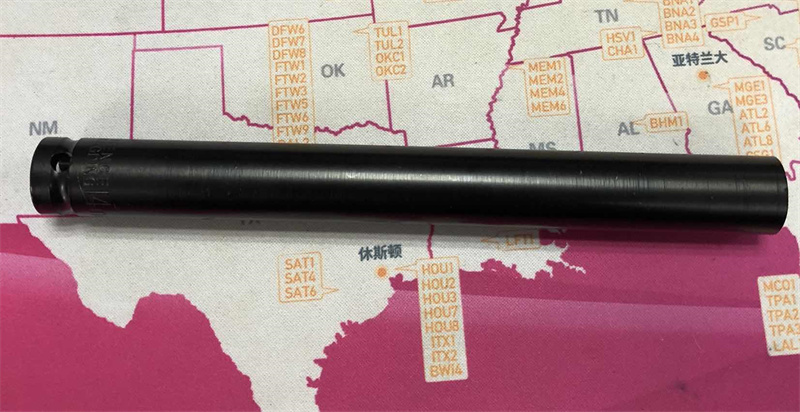 DFW6
DFW7
DFW8
FTW1
FTW2
FTW3
FTW5
FTW6
FTW9
TUL1
TUL2
OKC1
OKC2
OK
AR
TN
NM
MS
AL
GA
SC
MEM1
MEM2
MEM4
MEM6
HSV1
CHA1
BNA1
BNA2
BNA3
BNA4
GSP1
亚特兰大
MGE1
MGE3
ATL2
ATL6
ATL8
BHM1
SAT1
SAT4
SAT6
休斯顿
HOU1
HOU2
HOU3
HOU7
HOU8
ITX1
ITX2
BWI4
LFT1
MCO1
TPA1
TPA2
TPA3
LAL